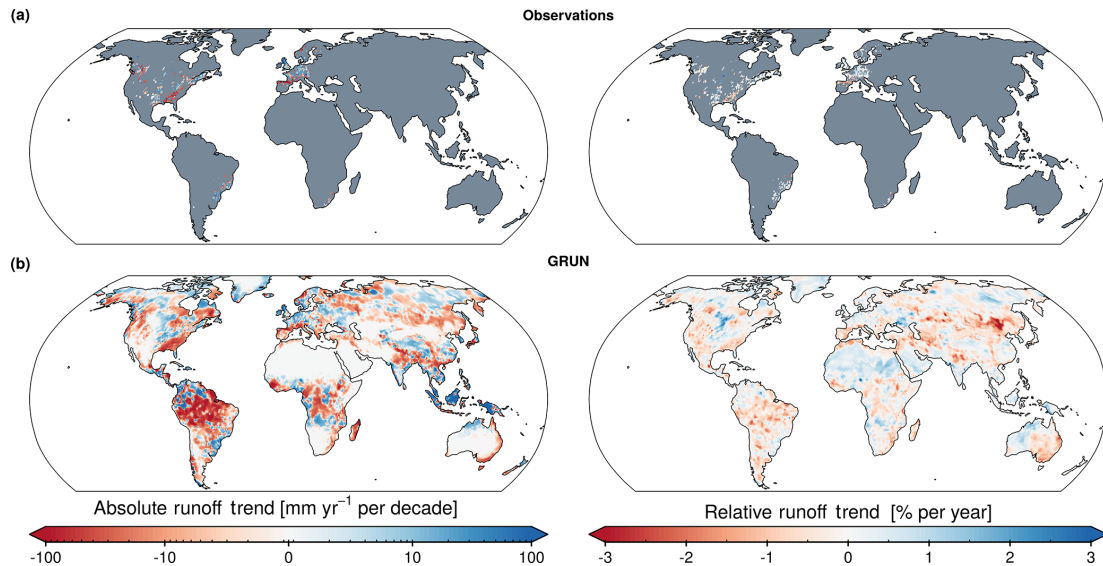 (a)
Observations
(b)
GRUN
Absolute runoff trend [mm yr⁻¹ per decade]
Relative runoff trend [% per year]
-100 -10 0 10 100
-3 -2 -1 0 1 2 3